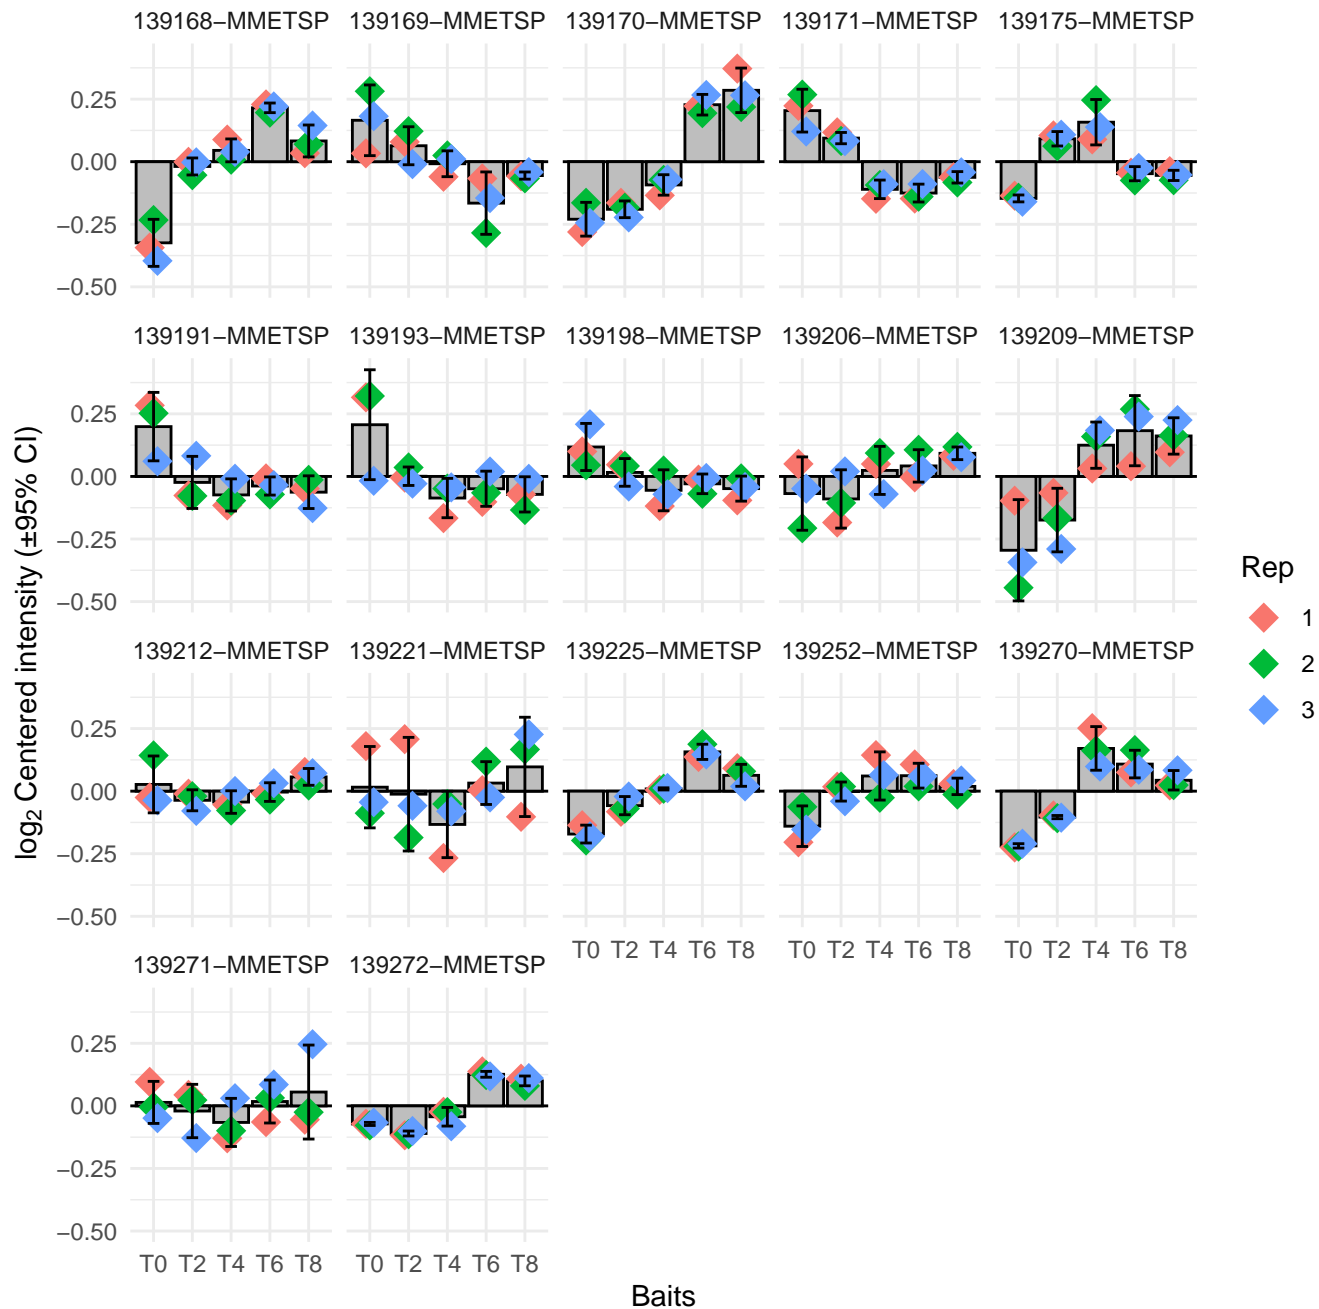 139168−MMETSP 139169−MMETSP 139170−MMETSP 139171−MMETSP 139175−MMETSP
0.25
0.00
−0.25
−0.50
139191−MMETSP 139193−MMETSP 139198−MMETSP 139206−MMETSP 139209−MMETSP
0.25
0.00
−0.25
−0.50
139212−MMETSP 139221−MMETSP 139225−MMETSP 139252−MMETSP 139270−MMETSP
0.25
0.00
−0.25
−0.50
T0 T2 T4 T6 T8 T0 T2 T4 T6 T8 T0 T2 T4 T6 T8
139271−MMETSP 139272−MMETSP
0.25
0.00
−0.25
−0.50
T0 T2 T4 T6 T8 T0 T2 T4 T6 T8
Baits
log2 Centered intensity (±95% CI)
Rep
1
2
3